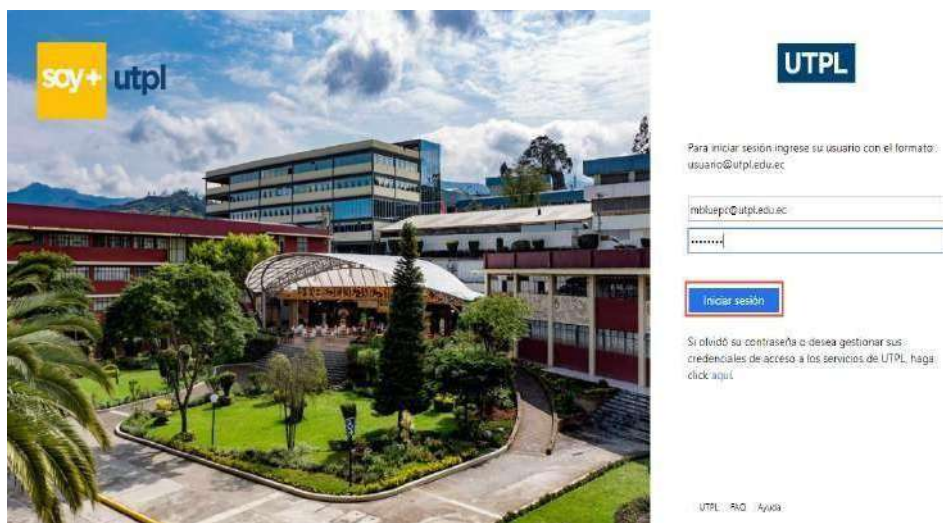 soy+ utpl
UTPL
Para iniciar sesión ingrese su usuario con el formato
usuario@utpl.edu.ec
mbluepc@utpl.edu.ec
Iniciar sesión
Si olvidó su contraseña o desea gestionar sus
credenciales de acceso a los servicios de UTPL, haga
click aquí.
UTPL FAQ Ayuda